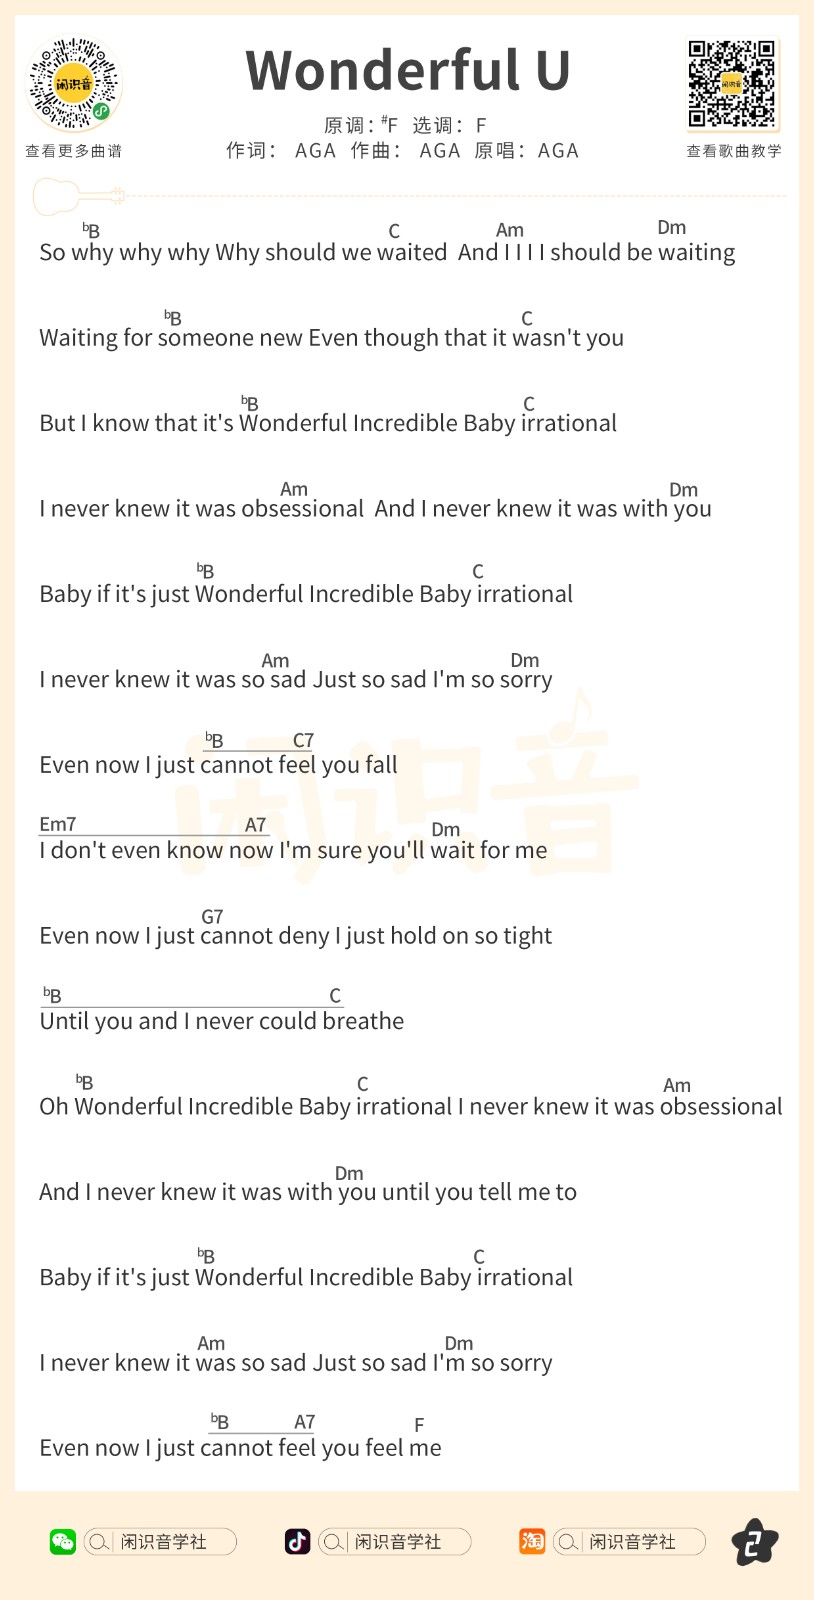 闲识音
Wonderful U
闲识音
原调：#F 选调：F
查看更多曲谱 作词： AGA 作曲： AGA 原唱：AGA 查看歌曲教学
bB C Am Dm
So why why why Why should we waited And I I I I should be waiting
bB C
Waiting for someone new Even though that it wasn't you
bB C
But I know that it's Wonderful Incredible Baby irrational
Am Dm
I never knew it was obsessional And I never knew it was with you
bB C
Baby if it's just Wonderful Incredible Baby irrational
Am Dm
I never knew it was so sad Just so sad I'm so sorry
bB C7
Even now I just cannot feel you fall
闲识音
Em7 A7 Dm
I don't even know now I'm sure you'll wait for me
G7
Even now I just cannot deny I just hold on so tight
bB C
Until you and I never could breathe
bB C Am
Oh Wonderful Incredible Baby irrational I never knew it was obsessional
Dm
And I never knew it was with you until you tell me to
bB C
Baby if it's just Wonderful Incredible Baby irrational
Am Dm
I never knew it was so sad Just so sad I'm so sorry
bB A7 F
Even now I just cannot feel you feel me
闲识音学社 闲识音学社 淘 闲识音学社 2